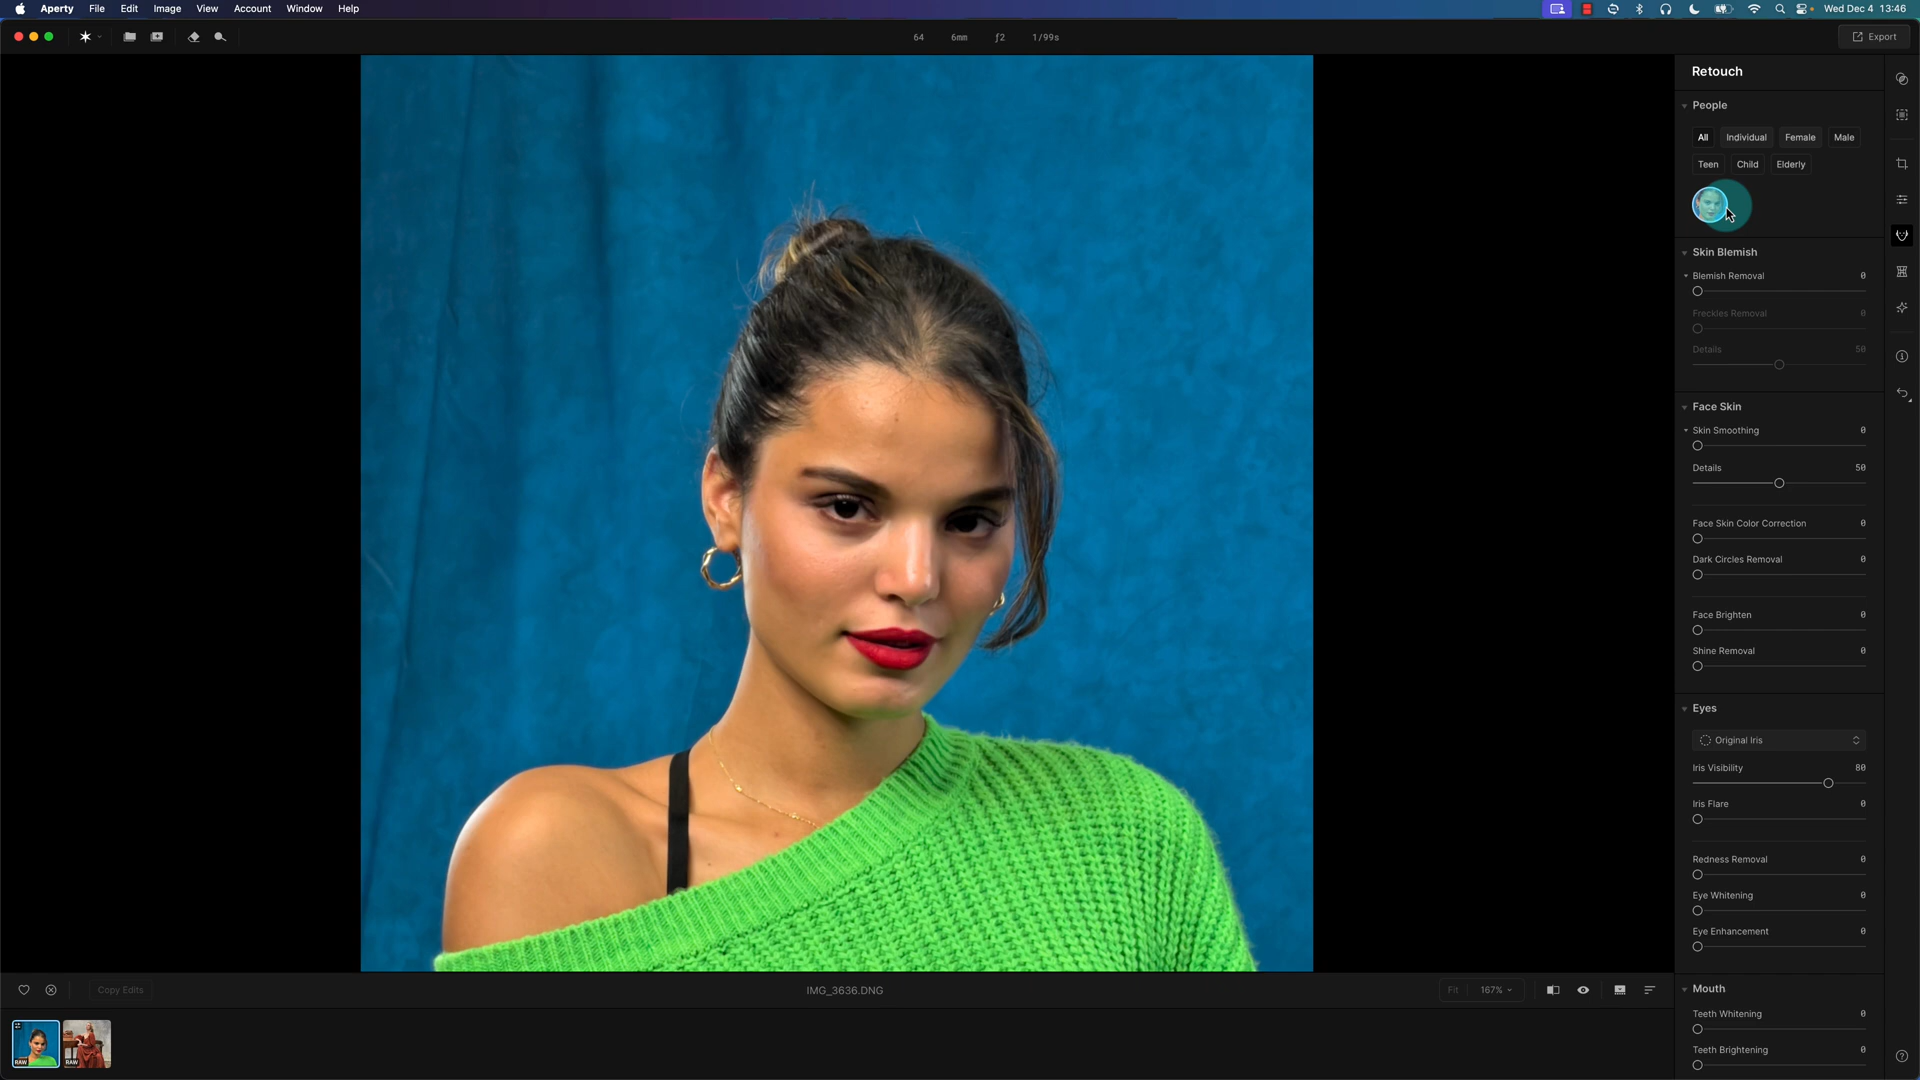 Aperty File Edit Image View Account Window Help
Wed Dec 4 13:46
64 6mm ƒ2 1/99s
Export
Retouch
People
All Individual Female Male
Teen Child Elderly
Skin Blemish
Blemish Removal 0
Freckles Removal 0
Details 50
Face Skin
Skin Smoothing 0
Details 50
Face Skin Color Correction 0
Dark Circles Removal 0
Face Brighten 0
Shine Removal 0
Eyes
Original Iris
Iris Visibility 80
Iris Flare 0
Redness Removal 0
Eye Whitening 0
Eye Enhancement 0
Mouth
Teeth Whitening 0
Teeth Brightening 0
Copy Edits
IMG_3636.DNG
Fit 167%
RAW RAW